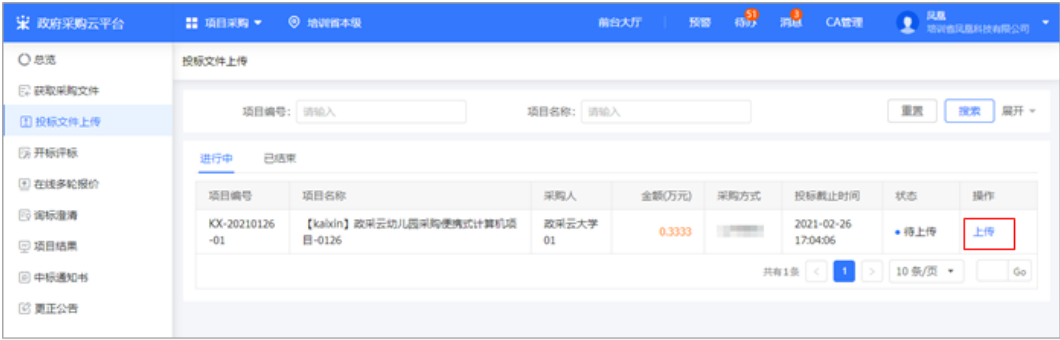 政府采购云平台 项目采购 培训省本级 前台大厅 预警 待办 51 消息 3 CA管理 凤凰
培训省凤凰科技有限公司
总览
获取采购文件
投标文件上传
开标评标
在线多轮报价
询标澄清
项目结果
中标通知书
更正公告
投标文件上传
项目编号: 请输入 项目名称: 请输入 重置 搜索 展开
进行中 已结束
项目编号 项目名称 采购人 金额(万元) 采购方式 投标截止时间 状态 操作
KX-20210126 【kaixin】政采云幼儿园采购便携式计算机项 政采云大学 0.3333 2021-02-26 待上传 上传
-01 目-0126 01 17:04:06
共有1条 < 1 > 10 条/页 Go